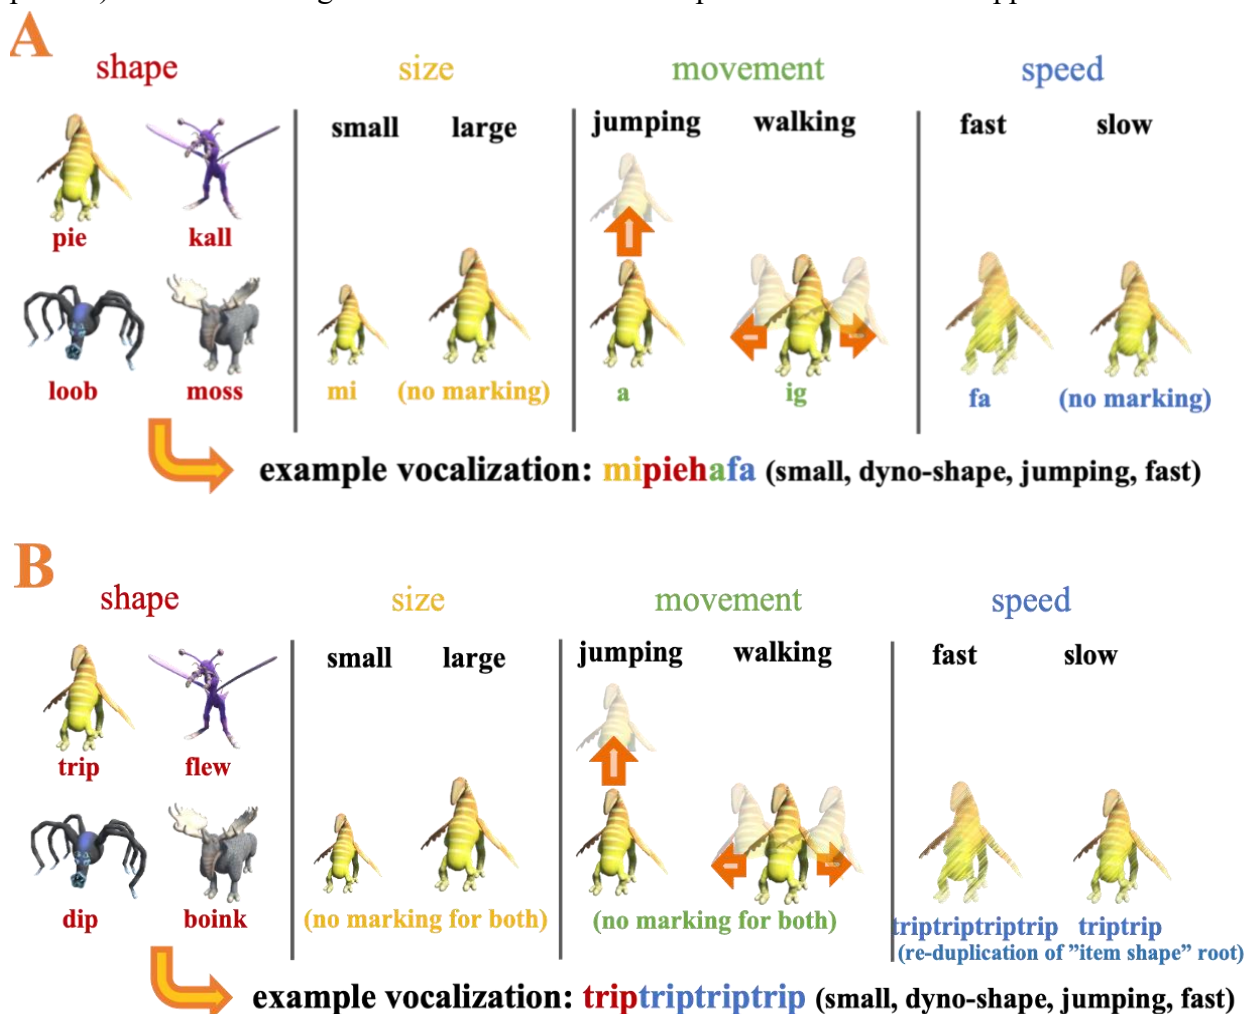 A
shape size movement speed
small large jumping walking fast slow
pie kall
loob moss mi (no marking) a ig fa (no marking)
example vocalization: mipiehafa (small, dyno-shape, jumping, fast)
B
shape size movement speed
small large jumping walking fast slow
trip flew
dip boink (no marking for both) (no marking for both) triptriptriptrip triptrip
(re-duplication of ”item shape” root)
example vocalization: triptriptriptrip (small, dyno-shape, jumping, fast)